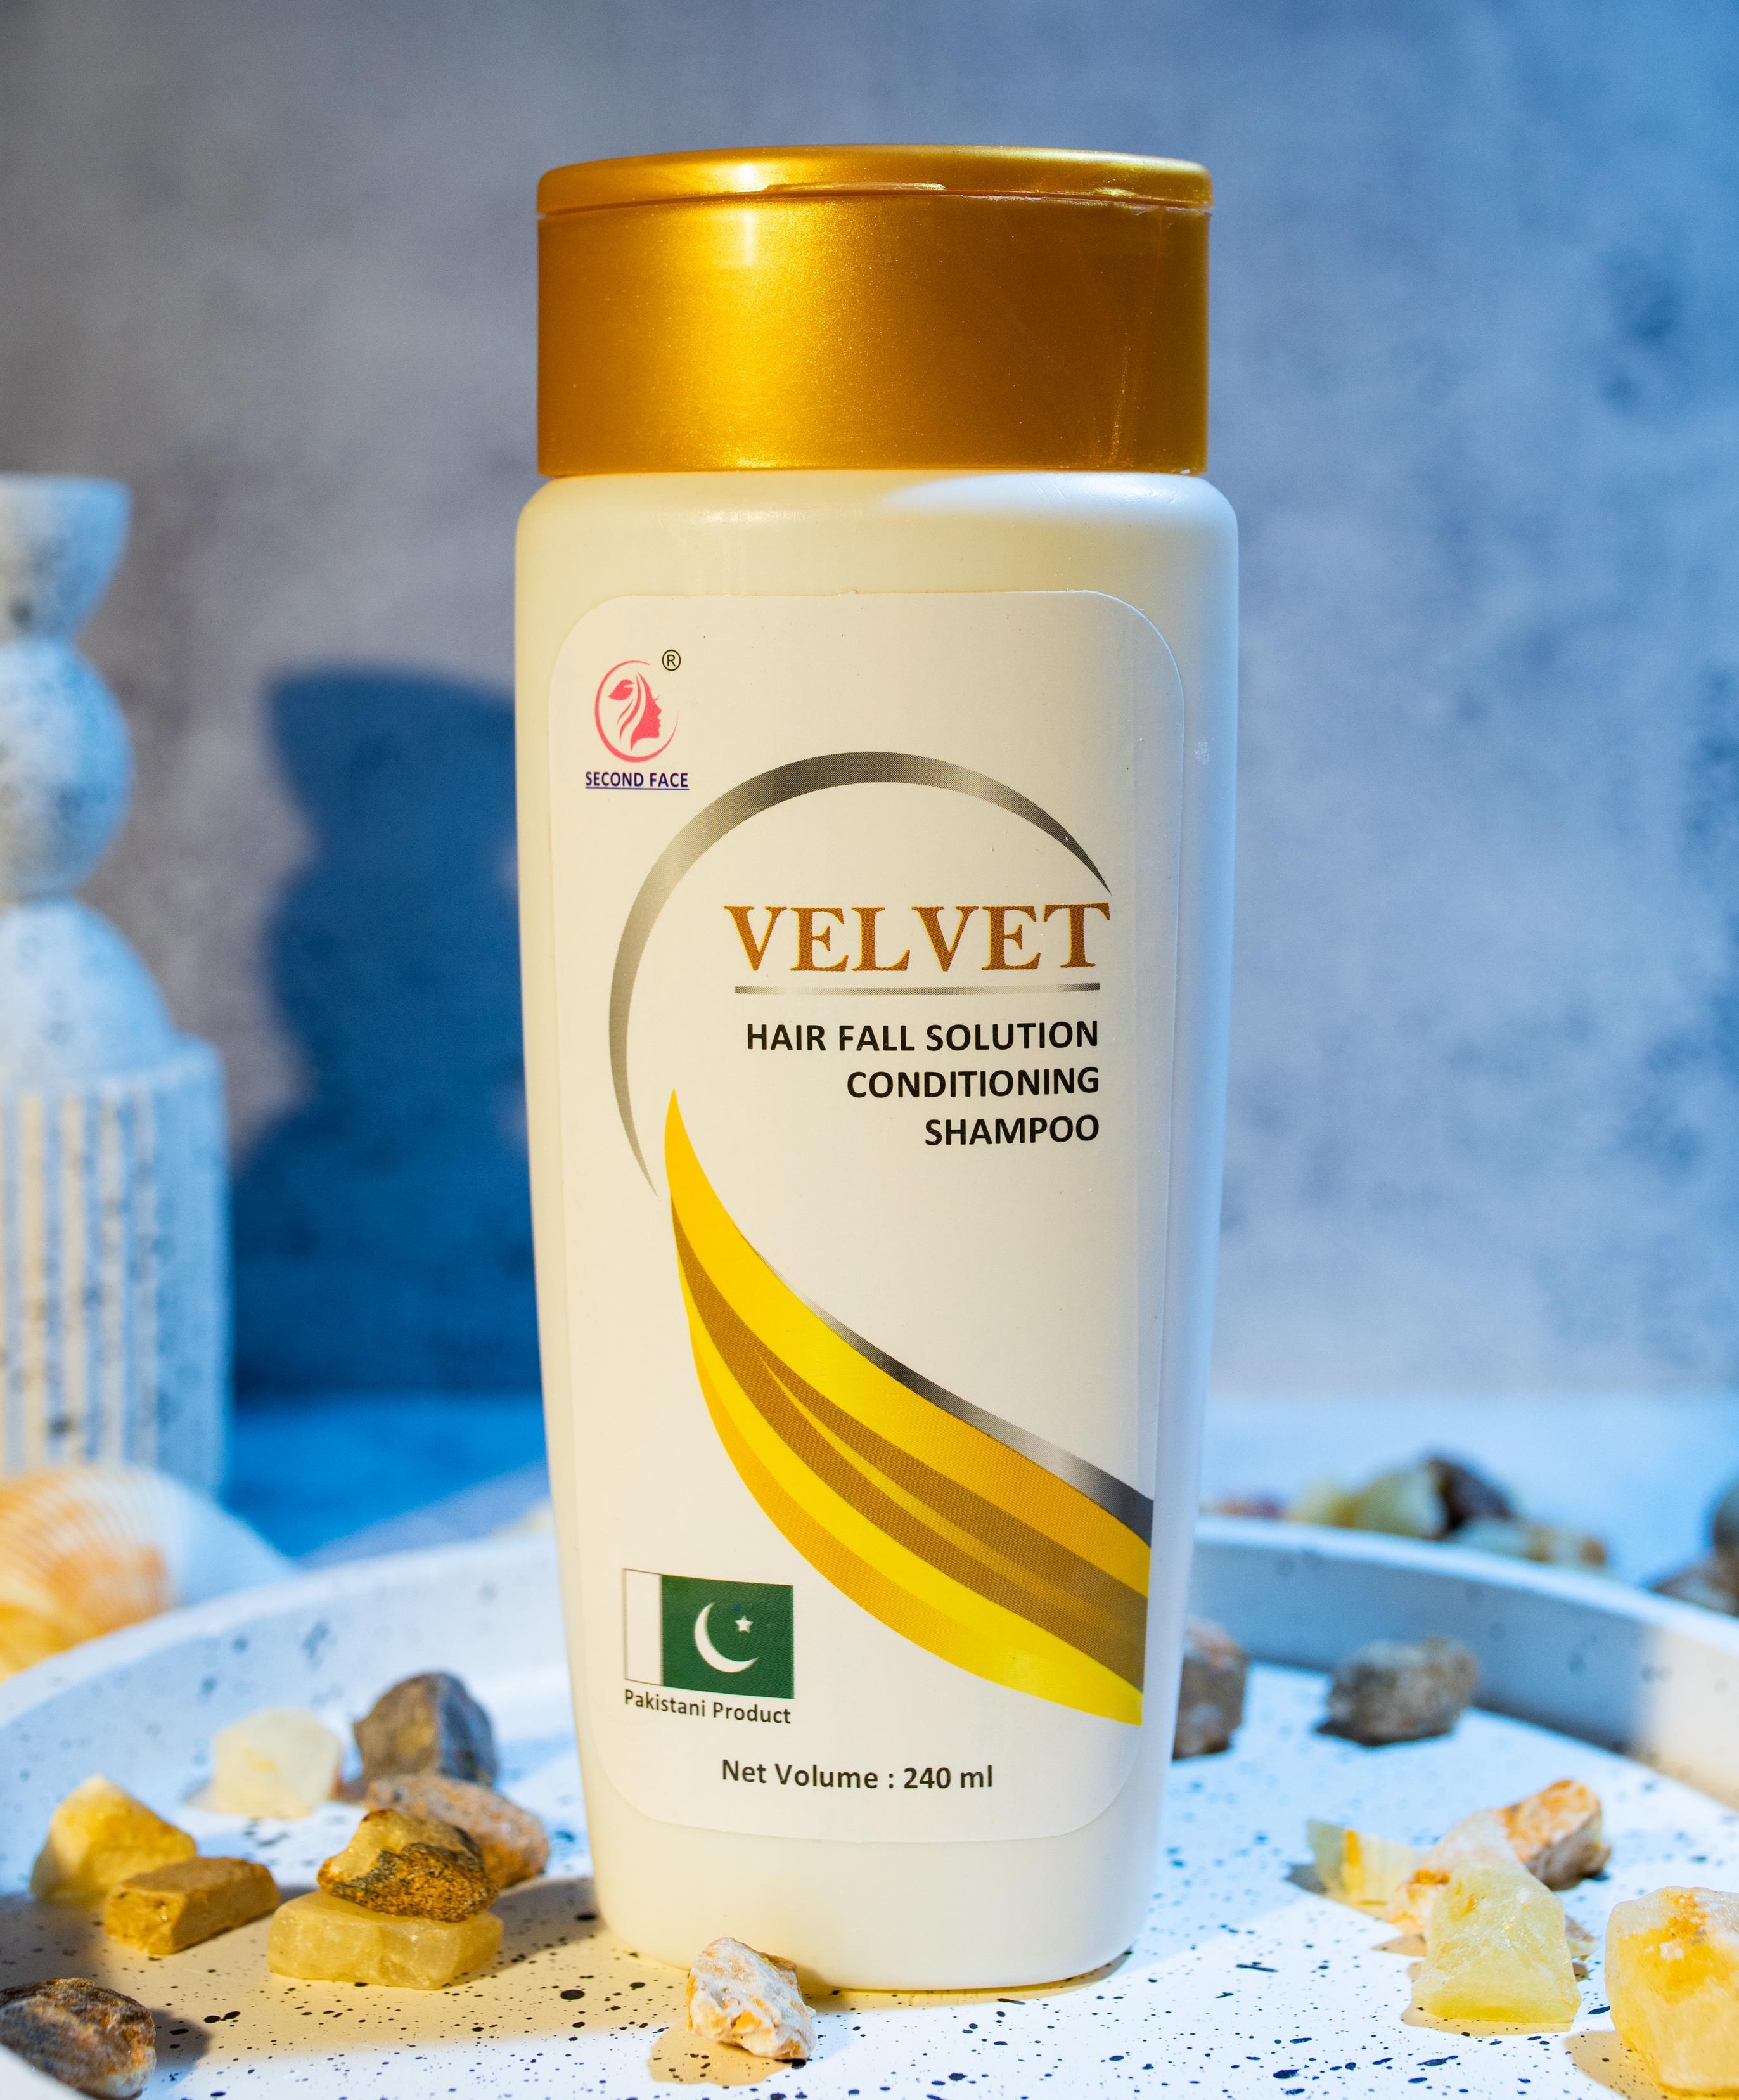 ®
SECOND FACE
VELVET
HAIR FALL SOLUTION
CONDITIONING
SHAMPOO
Pakistani Product
Net Volume : 240 ml